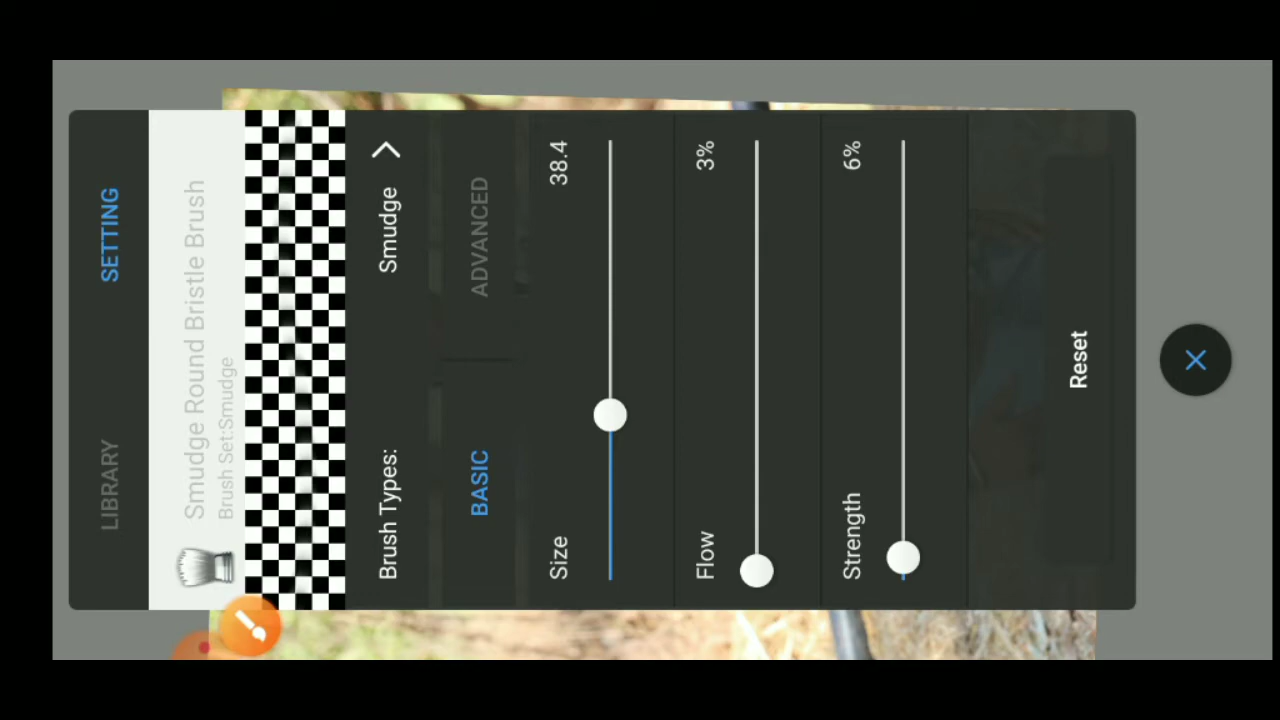 LIBRARY
SETTING
Smudge Round Bristle Brush
Brush Set:Smudge
Brush Types:
Smudge
BASIC
ADVANCED
Size
38.4
Flow
3%
Strength
6%
Reset